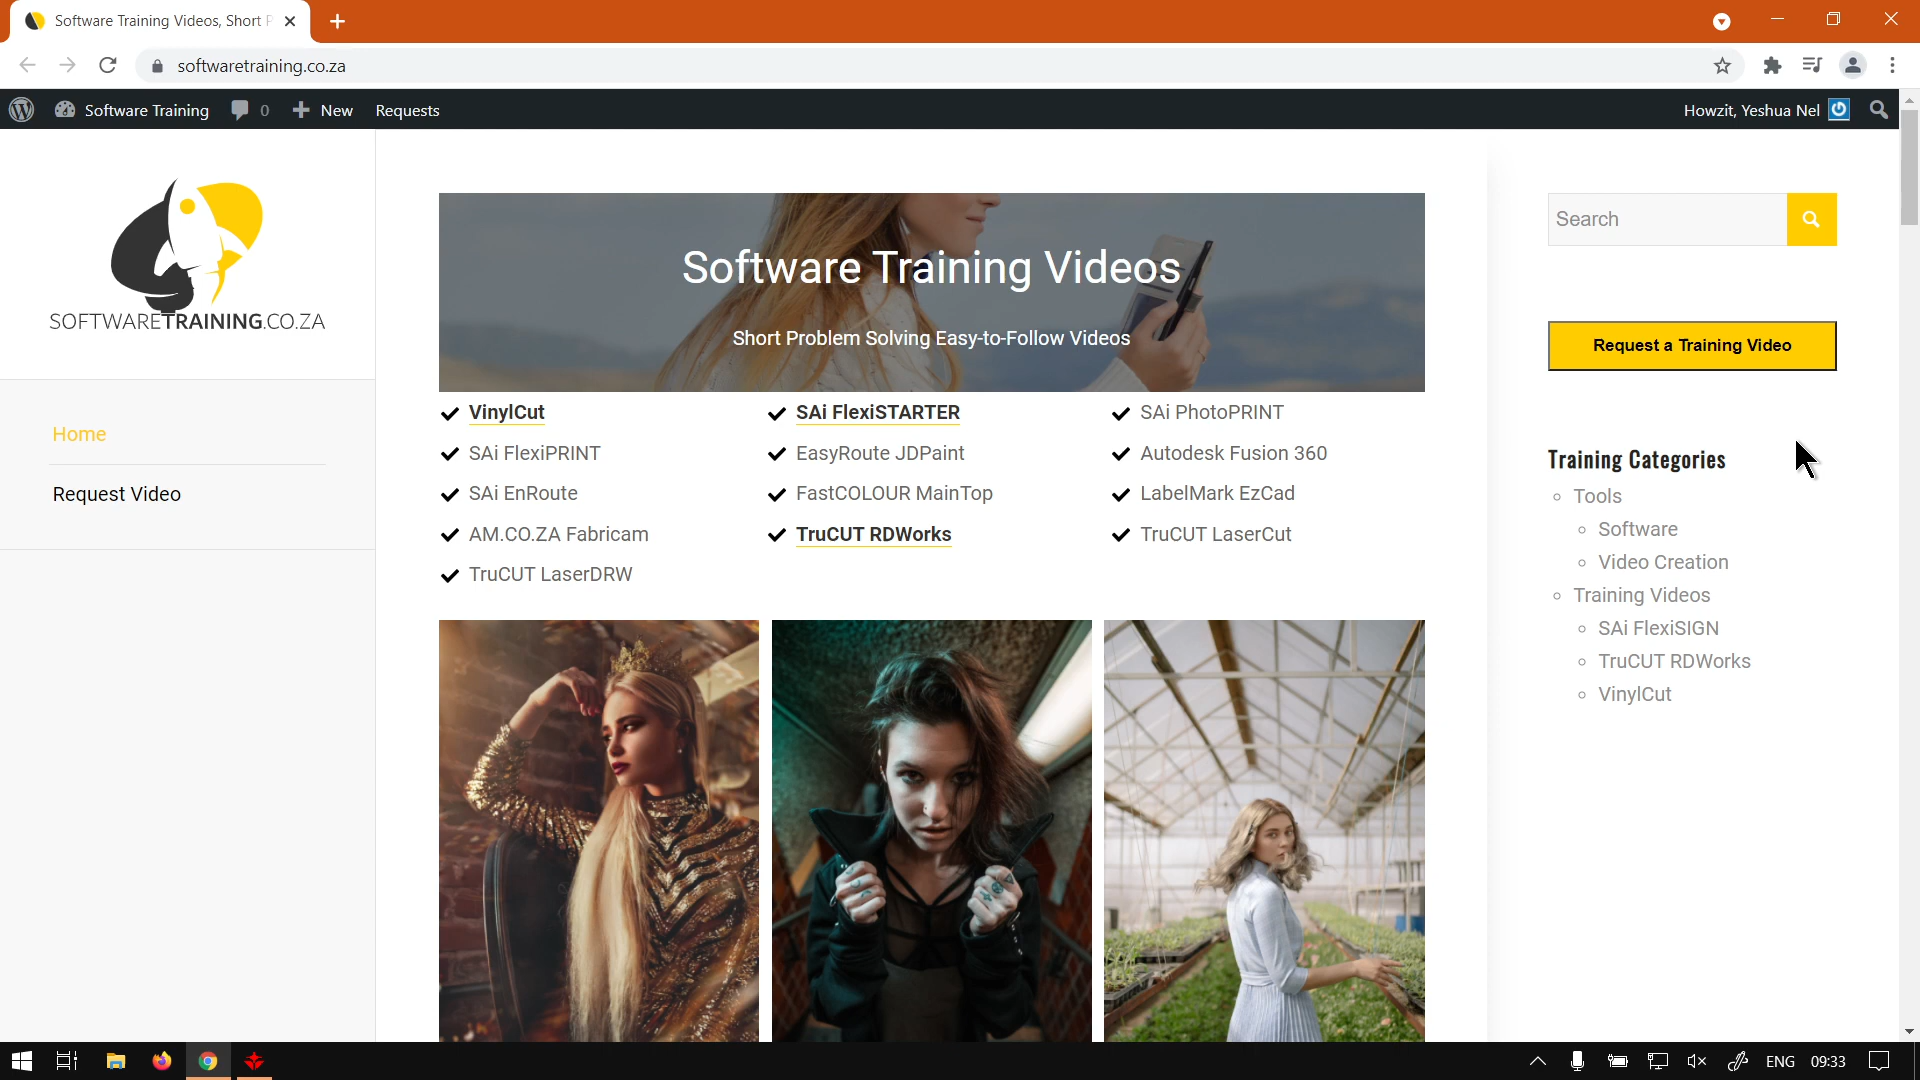 Software Training Videos, Short P
softwaretraining.co.za
Software Training 0 New Requests
Howzit, Yeshua Nel
SOFTWARETRAINING.CO.ZA
Home
Request Video
Software Training Videos
Short Problem Solving Easy-to-Follow Videos
VinylCut SAi FlexiSTARTER SAi PhotoPRINT
SAi FlexiPRINT EasyRoute JDPaint Autodesk Fusion 360
SAi EnRoute FastCOLOUR MainTop LabelMark EzCad
AM.CO.ZA Fabricam TruCUT RDWorks TruCUT LaserCut
TruCUT LaserDRW
Search
Request a Training Video
Training Categories
Tools
Software
Video Creation
Training Videos
SAi FlexiSIGN
TruCUT RDWorks
VinylCut
ENG 09:33